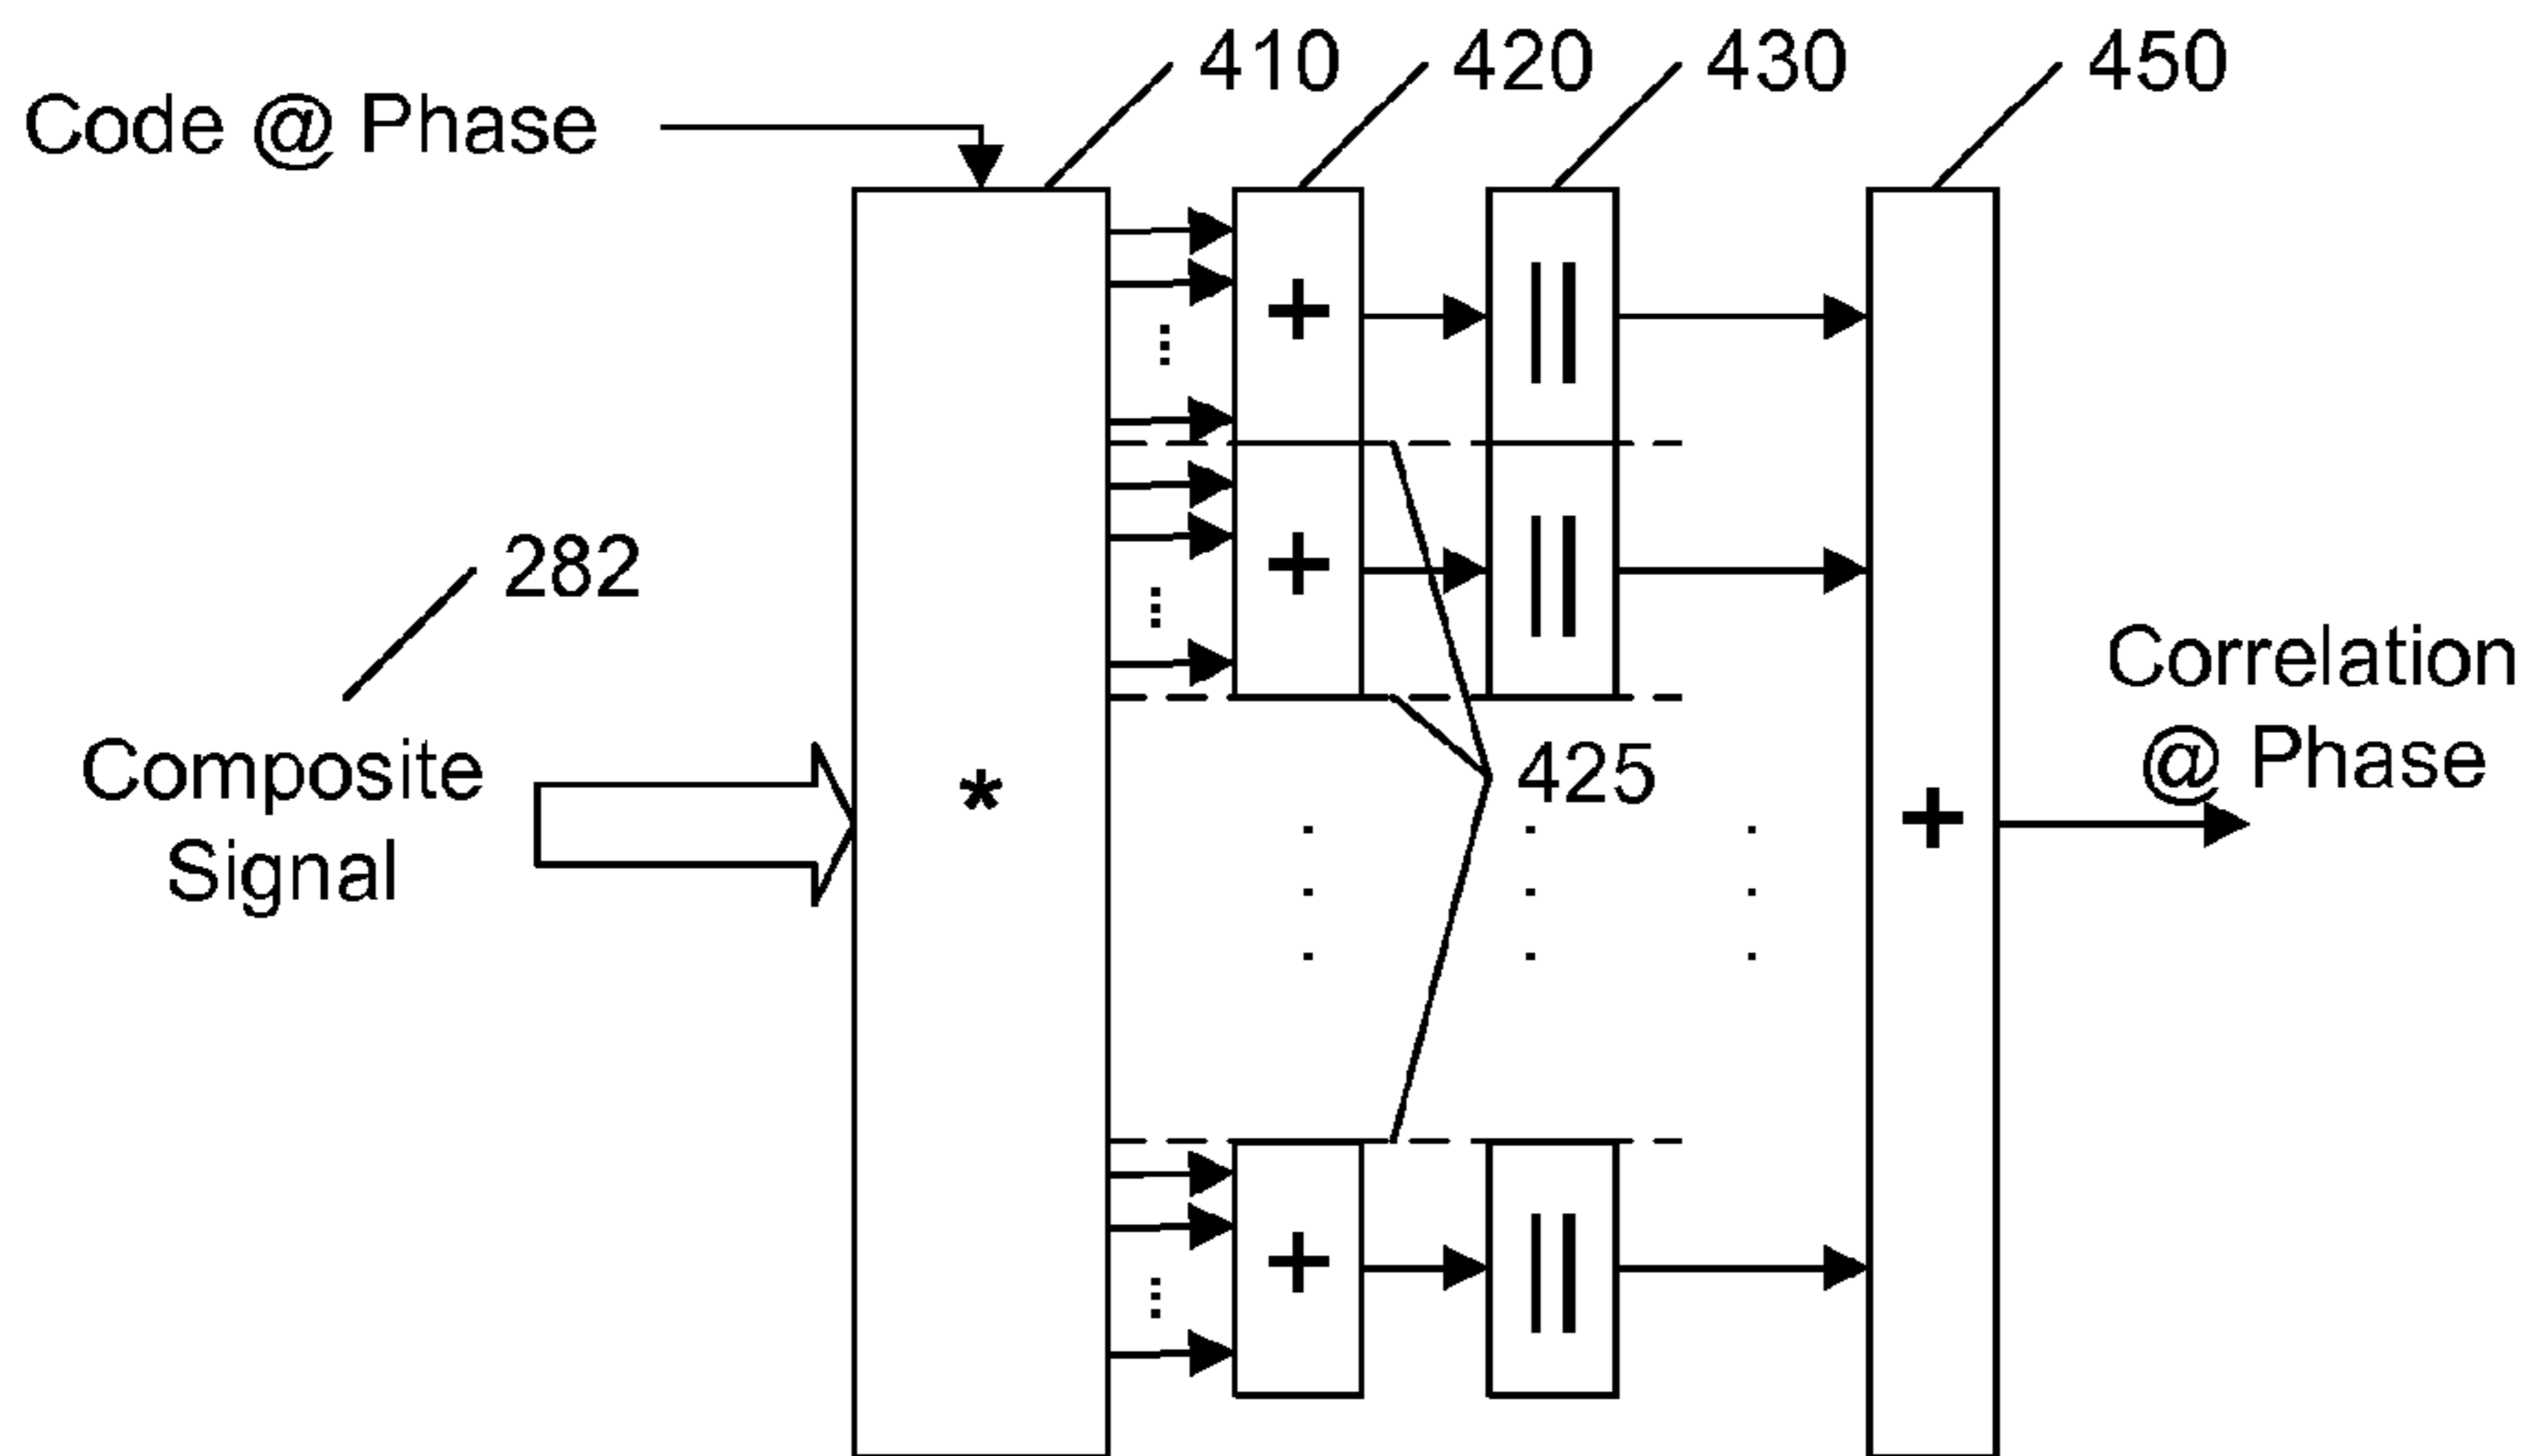 410
420
430
450
Code @ Phase
+
||
282
+
||
Correlation
@ Phase
Composite
Signal
*
425
+
+
||